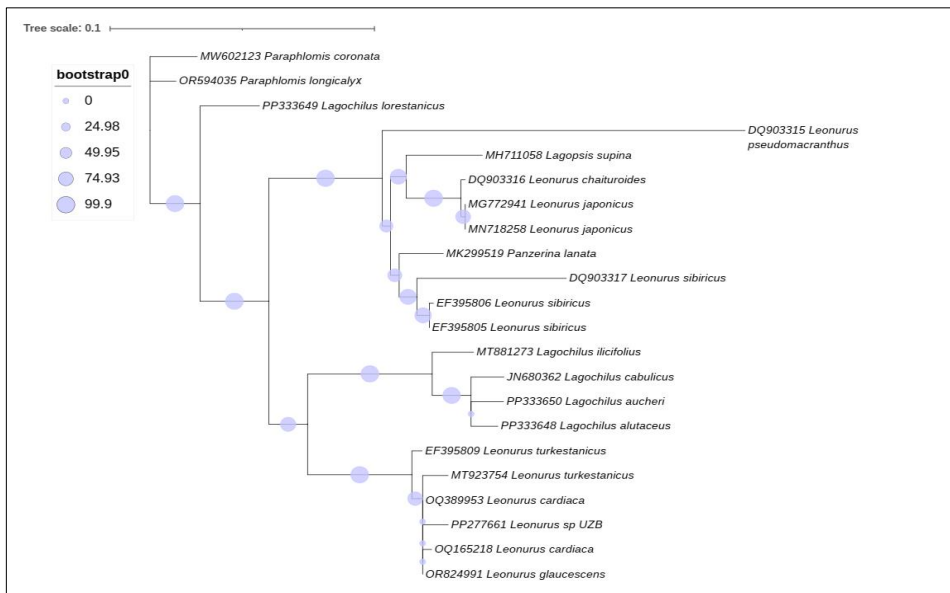 Tree scale: 0.1
MW602123 Paraphlomis coronata
bootstrap0
OR594035 Paraphlomis longicalyx
0
PP333649 Lagochilus lorestanicus
24.98
DQ903315 Leonurus
pseudomacranthus
49.95
MH711058 Lagopsis supina
74.93
DQ903316 Leonurus chaituroides
99.9
MG772941 Leonurus japonicus
MN718258 Leonurus japonicus
MK299519 Panzerina lanata
DQ903317 Leonurus sibiricus
EF395806 Leonurus sibiricus
EF395805 Leonurus sibiricus
MT881273 Lagochilus ilicifolius
JN680362 Lagochilus cabulicus
PP333650 Lagochilus aucheri
PP333648 Lagochilus alutaceus
EF395809 Leonurus turkestanicus
MT923754 Leonurus turkestanicus
OQ389953 Leonurus cardiaca
PP277661 Leonurus sp UZB
OQ165218 Leonurus cardiaca
OR824991 Leonurus glaucescens